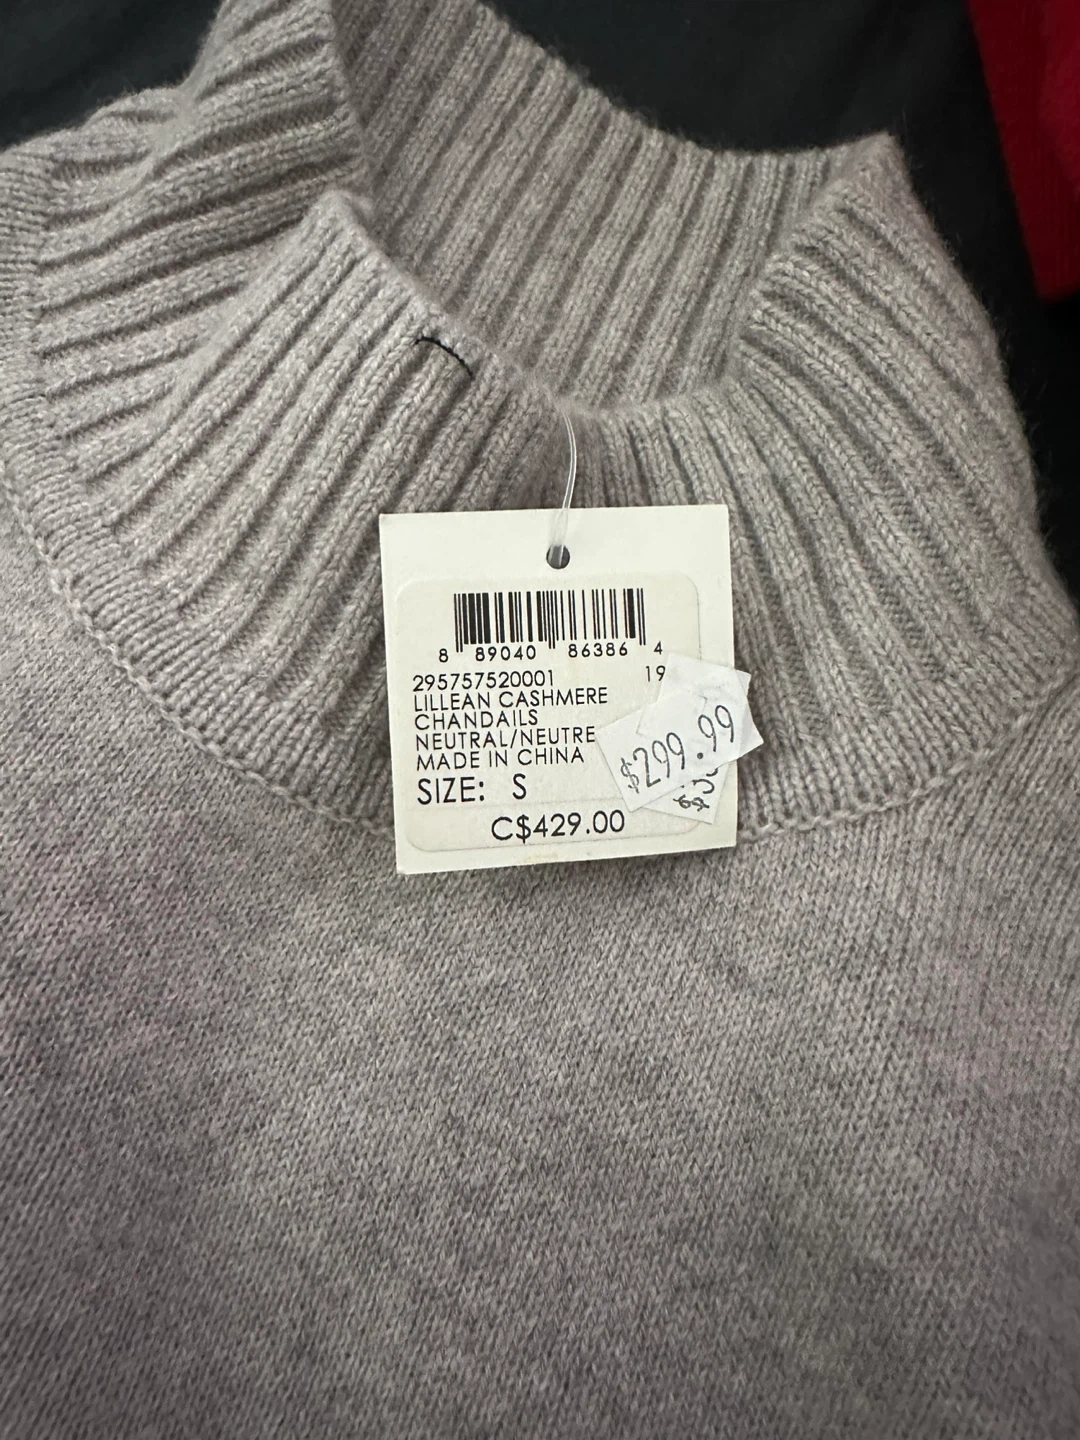 8 89040 86386 4
295757520001 19
LILLEAN CASHMERE
CHANDAILS
NEUTRAL/NEUTRE
MADE IN CHINA
$299.99
SIZE: S
C$429.00